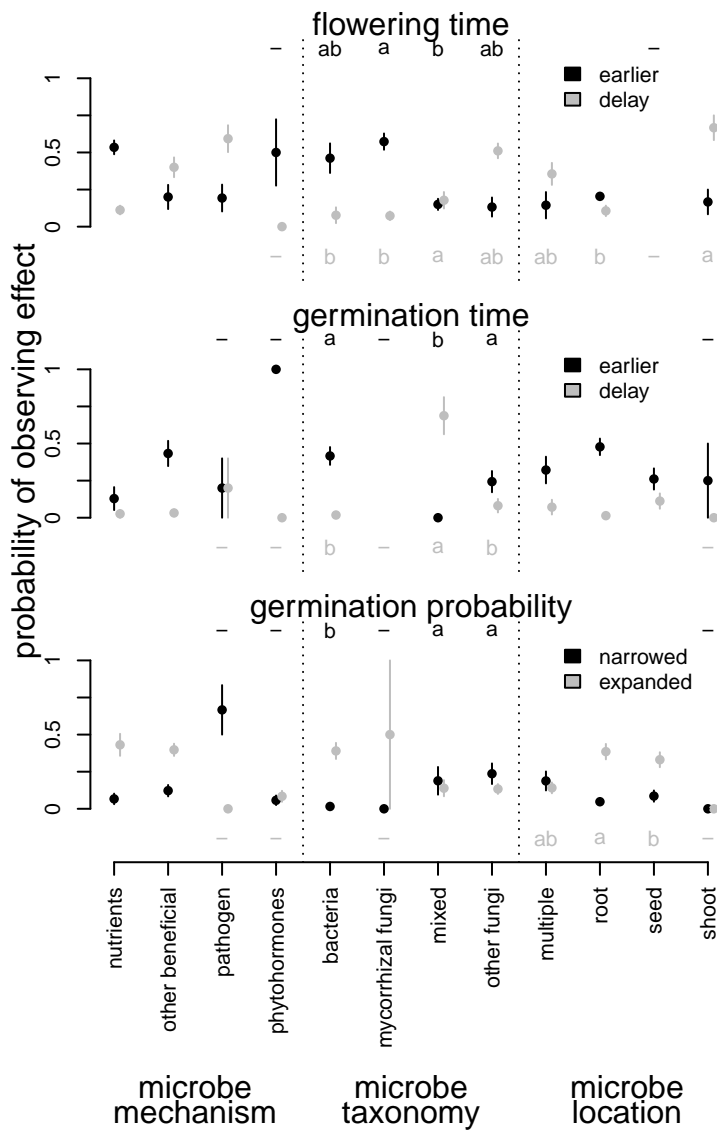 flowering time
– ab a b ab –
earlier
delay
1
0.5
0
– b b a ab ab b – a
probability of observing effect
germination time
– – a – b a –
earlier
delay
1
0.5
0
– – b – a b –
germination probability
– – b – a a –
narrowed
expanded
1
0.5
0
– – ab a b –
nutrients
other beneficial
pathogen
phytohormones
bacteria
mycorrhizal fungi
mixed
other fungi
multiple
root
seed
shoot
microbe
mechanism
microbe
taxonomy
microbe
location